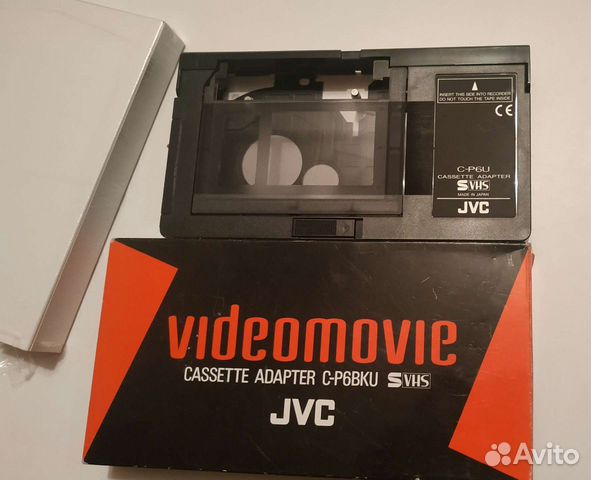 INSERT THIS SIDE INTO RECORDER
DO NOT TOUCH THE TAPE INSIDE
CE
C-P6U
CASSETTE ADAPTER
S VHS
MADE IN JAPAN
JVC
videomovie
CASSETTE ADAPTER C-P6BKU S VHS
JVC
Avito